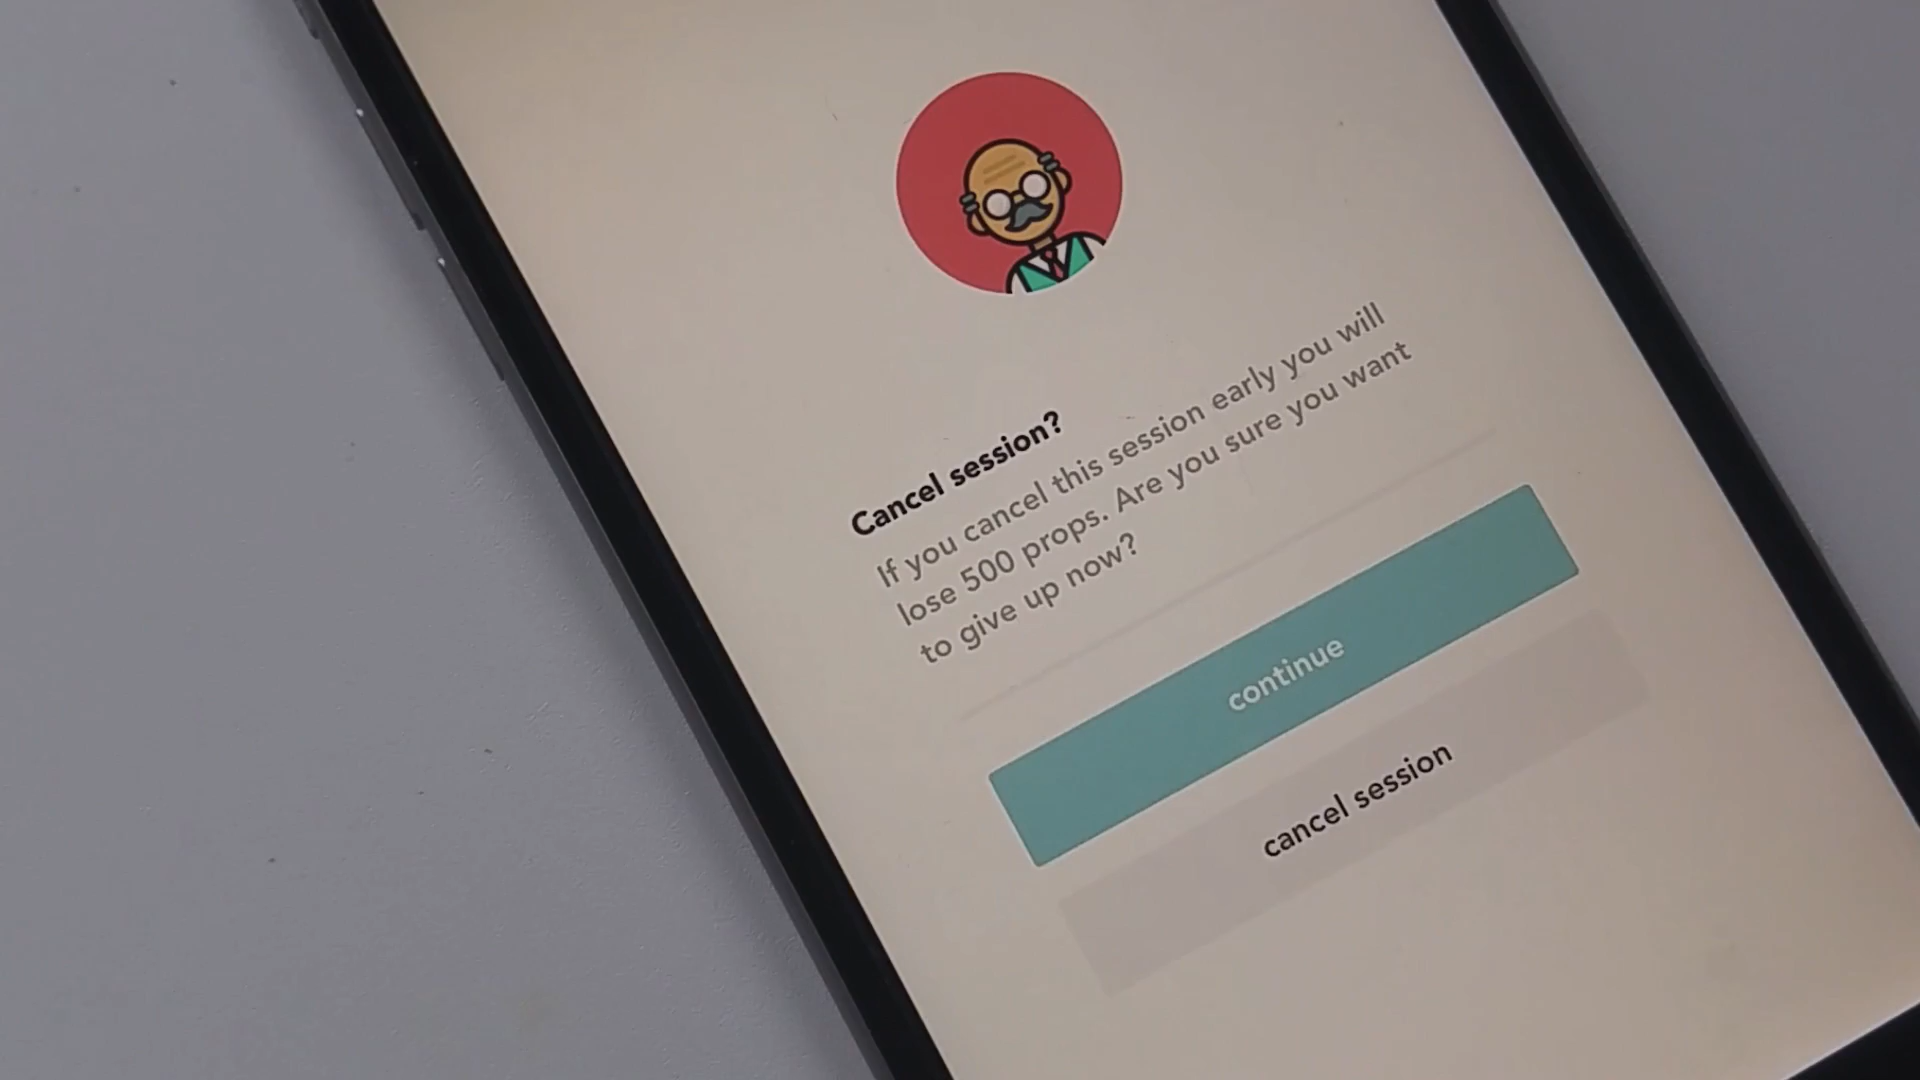 Cancel session?
If you cancel this session early you will
lose 500 props. Are you sure you want
to give up now?
continue
cancel session